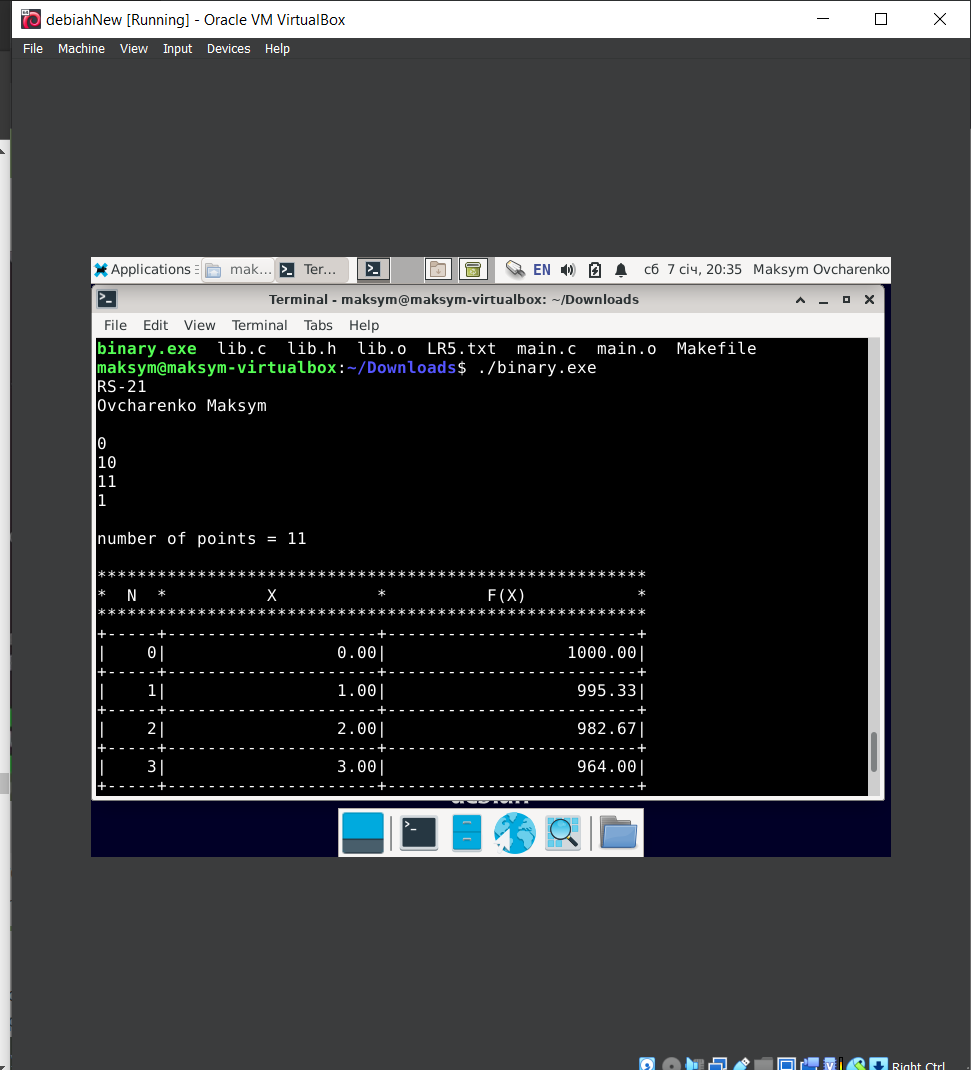 debiahNew [Running] - Oracle VM VirtualBox
File Machine View Input Devices Help
Applications mak... Ter... EN сб 7 січ, 20:35 Maksym Ovcharenko
Terminal - maksym@maksym-virtualbox: ~/Downloads
File Edit View Terminal Tabs Help
binary.exe lib.c lib.h lib.o LR5.txt main.c main.o Makefile
maksym@maksym-virtualbox:~/Downloads$ ./binary.exe
RS-21
Ovcharenko Maksym
0
10
11
1
number of points = 11
*******************************************************
*  N  *          X          *          F(X)           *
*******************************************************
+-----+---------------------+-------------------------+
|    0|                 0.00|                  1000.00|
+-----+---------------------+-------------------------+
|    1|                 1.00|                   995.33|
+-----+---------------------+-------------------------+
|    2|                 2.00|                   982.67|
+-----+---------------------+-------------------------+
|    3|                 3.00|                   964.00|
+-----+---------------------+-------------------------+
Right Ctrl